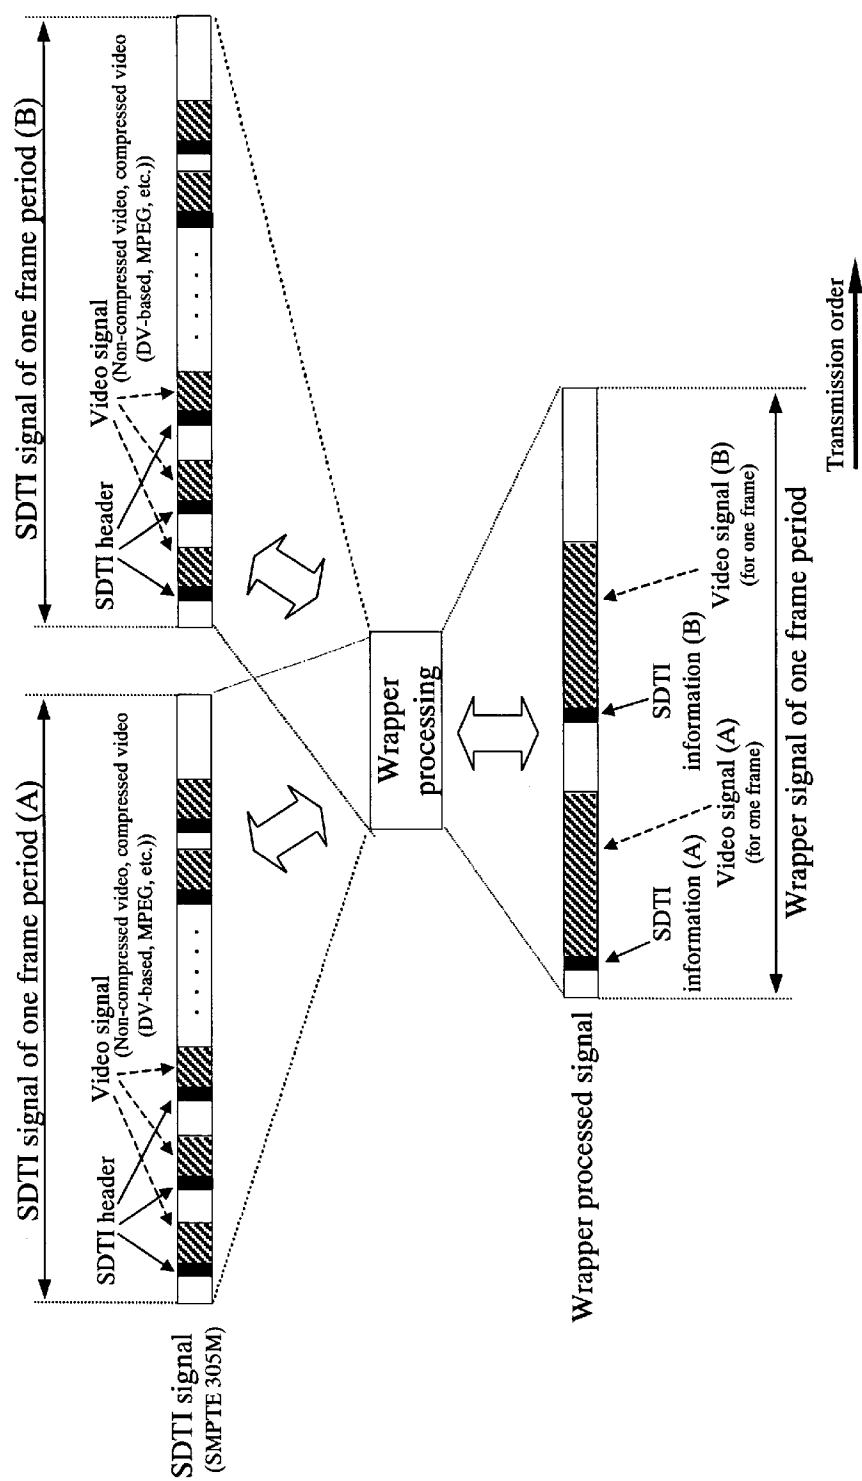 SDTI signal of one frame period (A)
SDTI signal of one frame period (B)
SDTI header
Video signal
(Non-compressed video, compressed video
(DV-based, MPEG, etc.))
SDTI header
Video signal
(Non-compressed video, compressed video
(DV-based, MPEG, etc.))
SDTI signal
(SMPTE 305M)
Wrapper
processing
Wrapper processed signal
SDTI
information (A)
Video signal (A)
(for one frame)
SDTI
information (B)
Video signal (B)
(for one frame)
Wrapper signal of one frame period
Transmission order